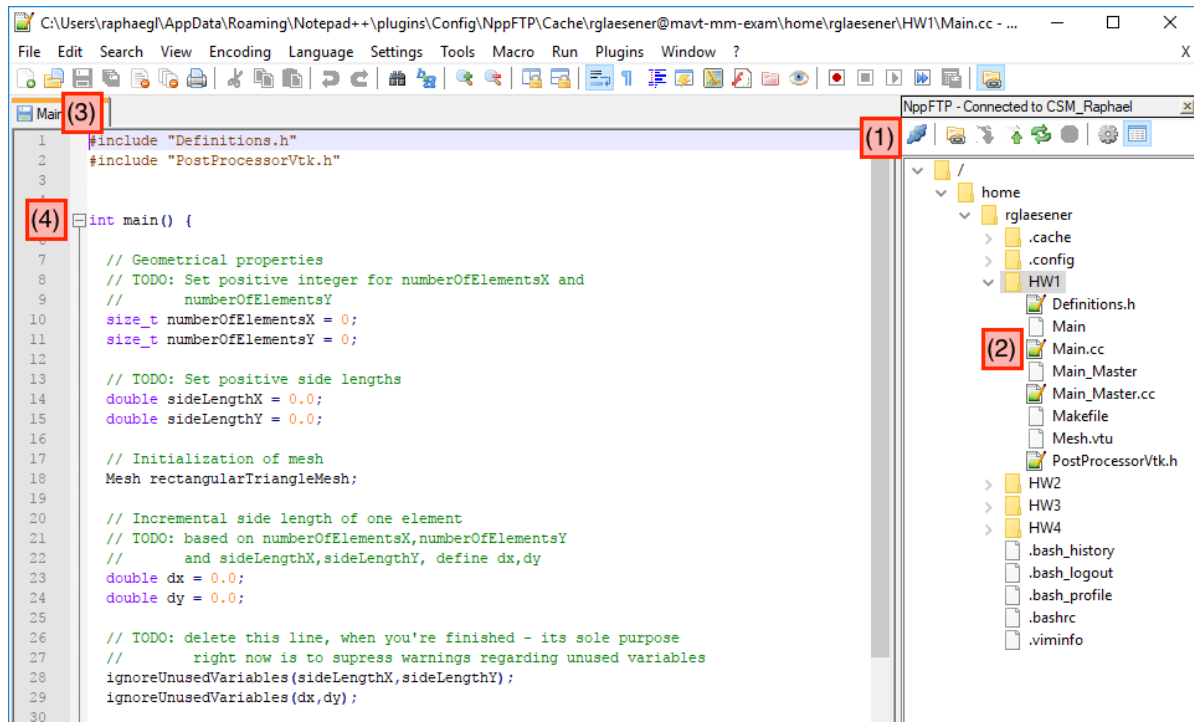 C:\Users\raphaegl\AppData\Roaming\Notepad++\plugins\Config\NppFTP\Cache\rglaesener@mavt-mm-exam\home\rglaesener\HW1\Main.cc - ...
File Edit Search View Encoding Language Settings Tools Macro Run Plugins Window ? X
Main (3)
1 #include "Definitions.h"
2 #include "PostProcessorVtk.h"
3
(4) int main() {
7 // Geometrical properties
8 // TODO: Set positive integer for numberOfElementsX and
9 // numberOfElementsY
10 size_t numberOfElementsX = 0;
11 size_t numberOfElementsY = 0;
12
13 // TODO: Set positive side lengths
14 double sideLengthX = 0.0;
15 double sideLengthY = 0.0;
16
17 // Initialization of mesh
18 Mesh rectangularTriangleMesh;
19
20 // Incremental side length of one element
21 // TODO: based on numberOfElementsX,numberOfElementsY
22 // and sideLengthX,sideLengthY, define dx,dy
23 double dx = 0.0;
24 double dy = 0.0;
25
26 // TODO: delete this line, when you're finished - its sole purpose
27 // right now is to supress warnings regarding unused variables
28 ignoreUnusedVariables(sideLengthX,sideLengthY);
29 ignoreUnusedVariables(dx,dy);
30
NppFTP - Connected to CSM_Raphael
(1)
/
home
rglaesener
.cache
.config
HW1
Definitions.h
Main
(2) Main.cc
Main_Master
Main_Master.cc
Makefile
Mesh.vtu
PostProcessorVtk.h
HW2
HW3
HW4
.bash_history
.bash_logout
.bash_profile
.bashrc
.viminfo